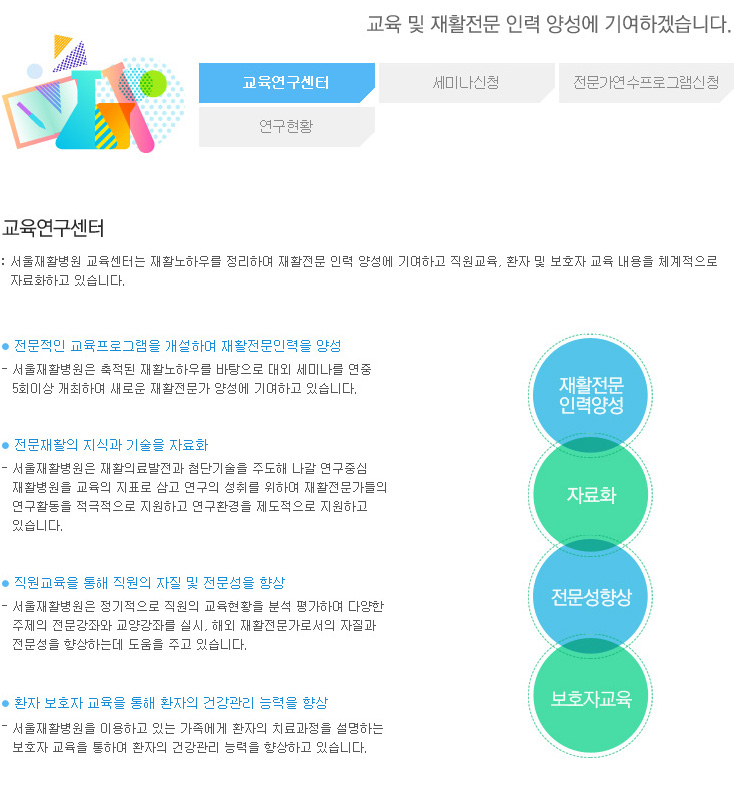 교육 및 재활전문 인력 양성에 기여하겠습니다.
교육연구센터
세미나신청
전문가연수프로그램신청
연구현황
교육연구센터
: 서울재활병원 교육센터는 재활노하우를 정리하여 재활전문 인력 양성에 기여하고 직원교육, 환자 및 보호자 교육 내용을 체계적으로
자료화하고 있습니다.
● 전문적인 교육프로그램을 개설하여 재활전문인력을 양성
- 서울재활병원은 축적된 재활노하우를 바탕으로 대외 세미나를 연중
5회이상 개최하여 새로운 재활전문가 양성에 기여하고 있습니다.
● 전문재활의 지식과 기술을 자료화
- 서울재활병원은 재활의료발전과 첨단기술을 주도해 나갈 연구중심
재활병원을 교육의 지표로 삼고 연구의 성취를 위하여 재활전문가들의
연구활동을 적극적으로 지원하고 연구환경을 제도적으로 지원하고
있습니다.
● 직원교육을 통해 직원의 자질 및 전문성을 향상
- 서울재활병원은 정기적으로 직원의 교육현황을 분석 평가하여 다양한
주제의 전문강좌와 교양강좌를 실시, 해외 재활전문가로서의 자질과
전문성을 향상하는데 도움을 주고 있습니다.
● 환자 보호자 교육을 통해 환자의 건강관리 능력을 향상
- 서울재활병원을 이용하고 있는 가족에게 환자의 치료과정을 설명하는
보호자 교육을 통하여 환자의 건강관리 능력을 향상하고 있습니다.
재활전문
인력양성
자료화
전문성향상
보호자교육